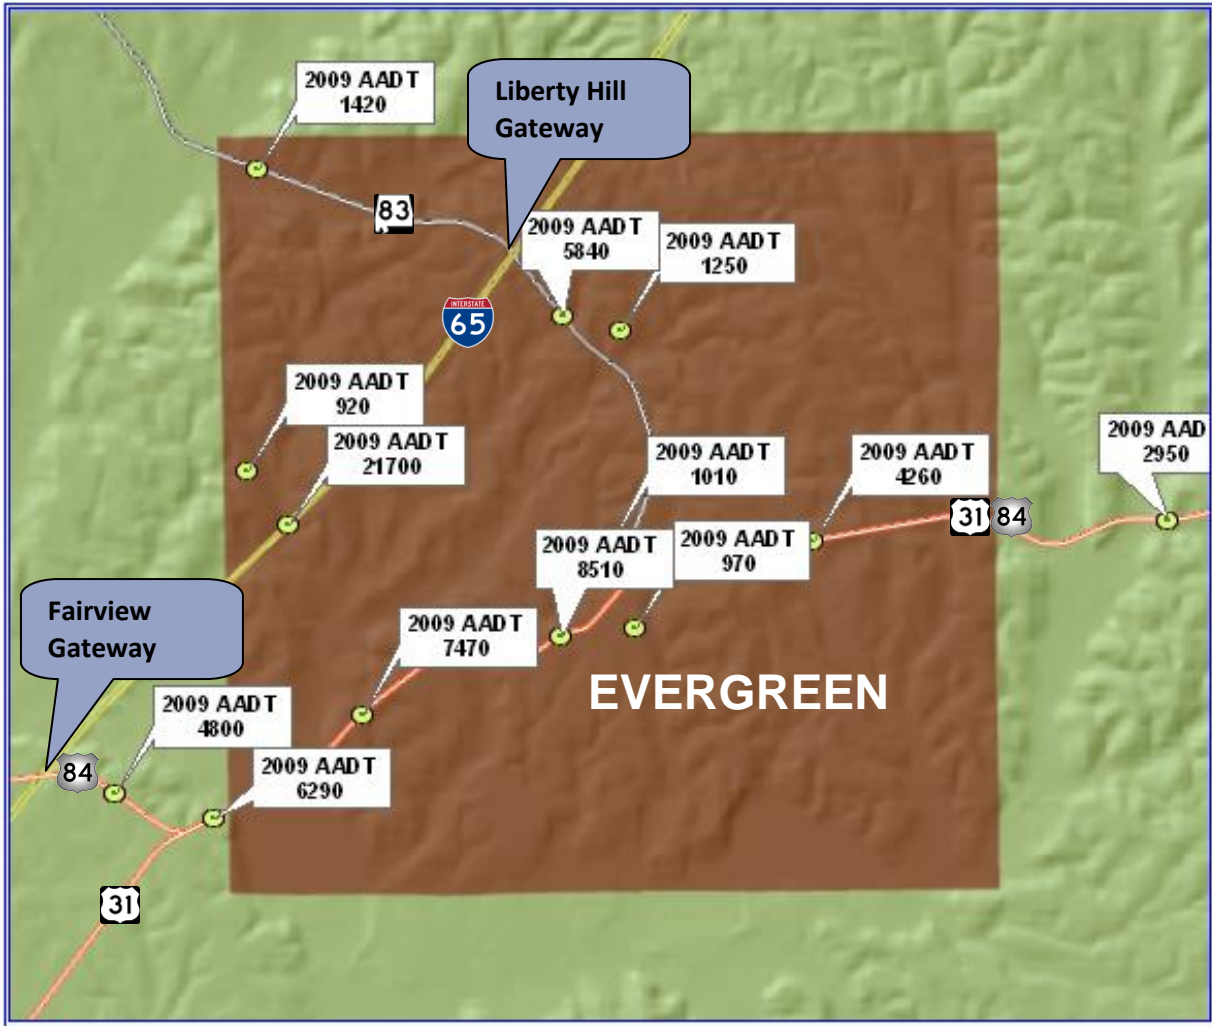 2009 AADT
1420
Liberty Hill
Gateway
83
2009 AADT
5840
2009 AADT
1250
INTERSTATE
65
2009 AADT
920
2009 AADT
21700
2009 AADT
1010
2009 AADT
4260
2009 AAD
2950
31
84
2009 AADT
8510
2009 AADT
970
Fairview
Gateway
2009 AADT
7470
EVERGREEN
2009 AADT
4800
84
2009 AADT
6290
31